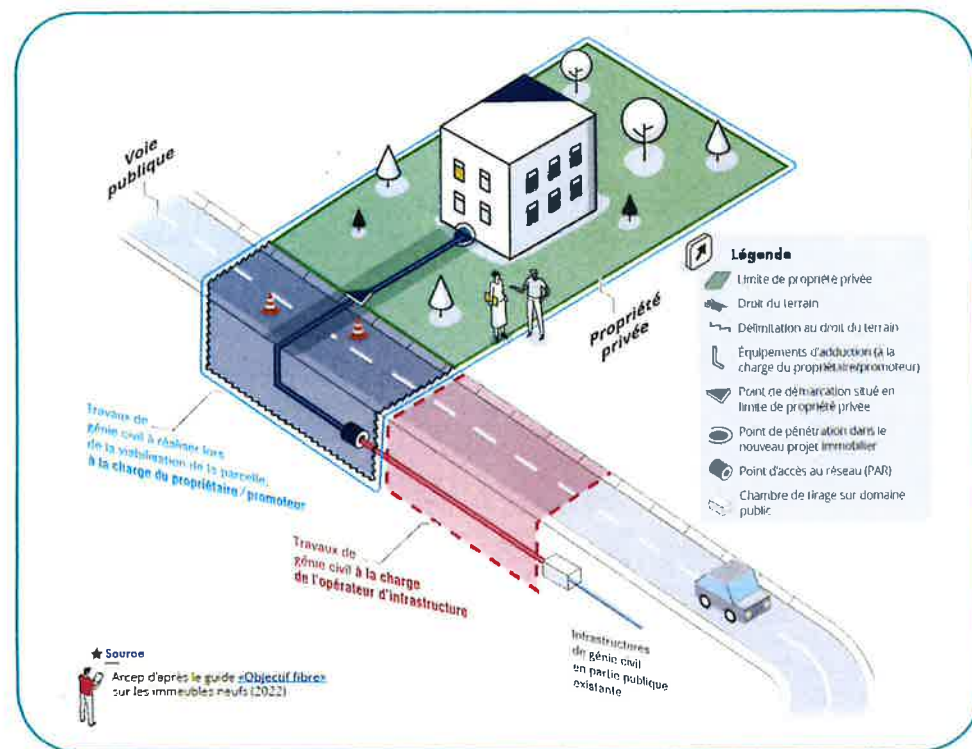 Voie
publique
Propriété
privée
Légende
Limite de propriété privée
Droit du terrain
Délimitation au droit du terrain
Équipements d'adduction (à la
charge du propriétaire/promoteur)
Point de démarcation situé en
limite de propriété privée
Point de pénétration dans le
nouveau projet immobilier
Point d'accès au réseau (PAR)
Chambre de tirage sur domaine
public
Travaux de
génie civil à réaliser lors
de la viabilisation de la parcelle,
à la charge du propriétaire / promoteur
Travaux de
génie civil à la charge
de l'opérateur d'infrastructure
Infrastructures
de génie civil
en partie publique
existante
Source
Arcep d'après le guide «Objectif fibre»
sur les immeubles neufs (2022)